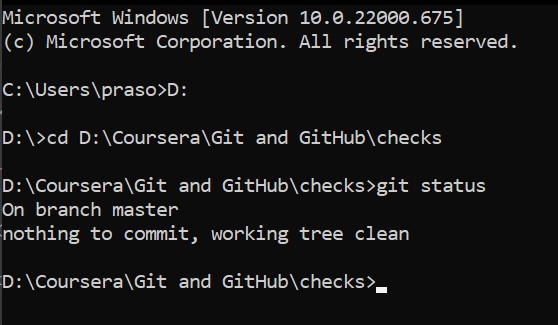 Microsoft Windows [Version 10.0.22000.675]
(c) Microsoft Corporation. All rights reserved.
C:\Users\praso>D:
D:\>cd D:\Coursera\Git and GitHub\checks
D:\Coursera\Git and GitHub\checks>git status
On branch master
nothing to commit, working tree clean
D:\Coursera\Git and GitHub\checks>